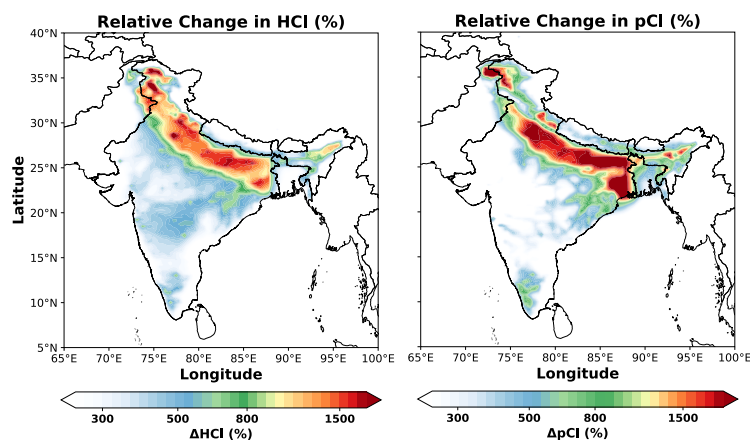 Relative Change in HCl (%)
Relative Change in pCl (%)
Latitude
40°N
35°N
30°N
25°N
20°N
15°N
10°N
5°N
65°E 70°E 75°E 80°E 85°E 90°E 95°E 100°E
65°E 70°E 75°E 80°E 85°E 90°E 95°E 100°E
Longitude
Longitude
300 500 800 1500
300 500 800 1500
ΔHCl (%)
ΔpCl (%)